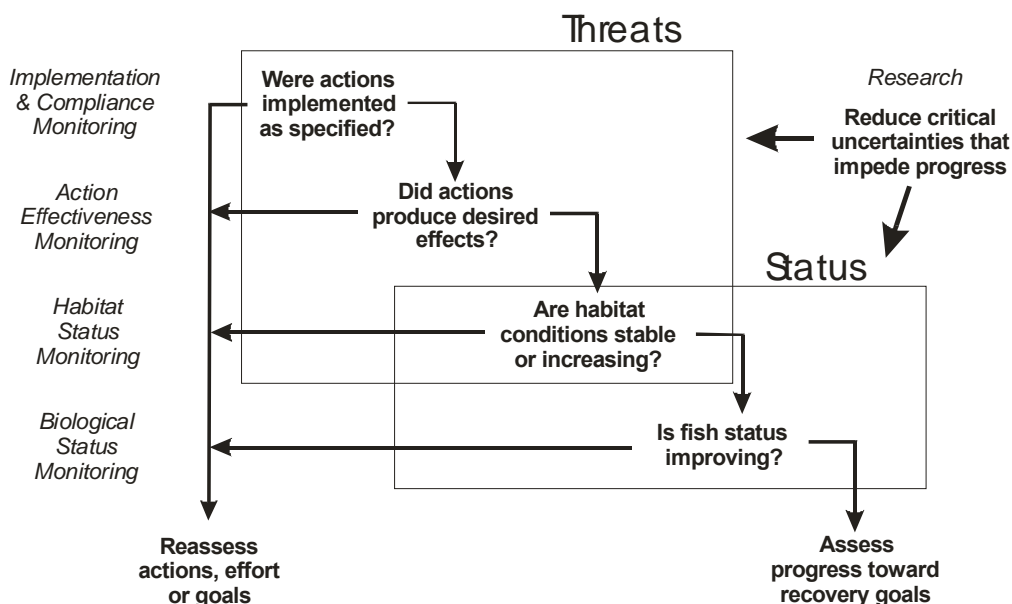 Threats
Implementation
& Compliance
Monitoring
Were actions
implemented
as specified?
Research
Reduce critical
uncertainties that
impede progress
Action
Effectiveness
Monitoring
Did actions
produce desired
effects?
Status
Habitat
Status
Monitoring
Are habitat
conditions stable
or increasing?
Biological
Status
Monitoring
Is fish status
improving?
Reassess
actions, effort
or goals
Assess
progress toward
recovery goals